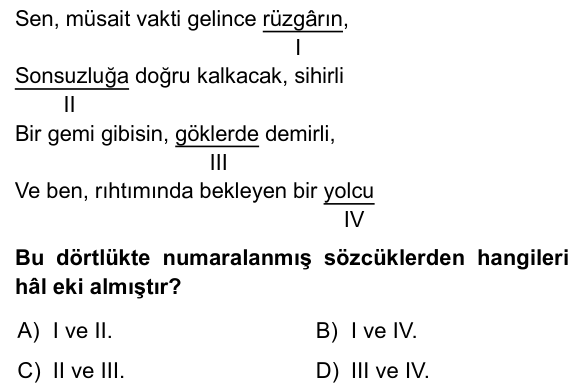 Sen, müsait vakti gelince rüzgârın,
I
Sonsuzluğa doğru kalkacak, sihirli
II
Bir gemi gibisin, göklerde demirli,
III
Ve ben, rıhtımında bekleyen bir yolcu
IV
Bu dörtlükte numaralanmış sözcüklerden hangileri
hâl eki almıştır?
A) I ve II. B) I ve IV.
C) II ve III. D) III ve IV.